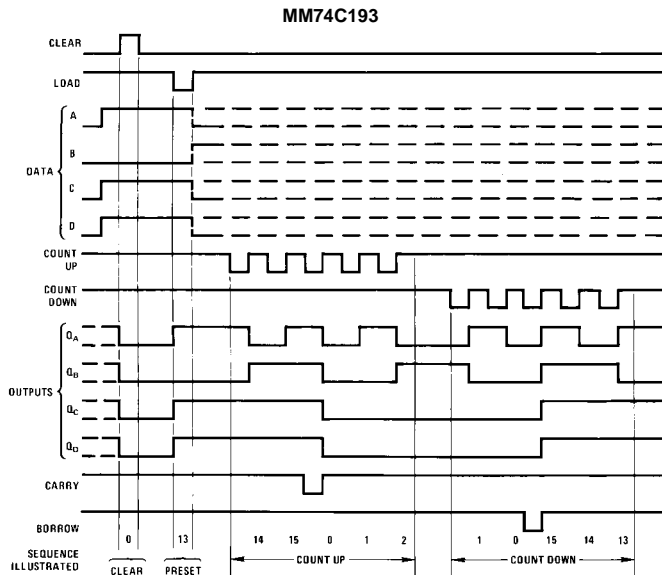 MM74C193
CLEAR
LOAD
A
B
DATA
C
D
COUNT
UP
COUNT
DOWN
QA
QB
OUTPUTS
QC
QD
CARRY
BORROW
0 13 14 15 0 1 2 1 0 15 14 13
SEQUENCE
ILLUSTRATED
CLEAR PRESET COUNT UP COUNT DOWN